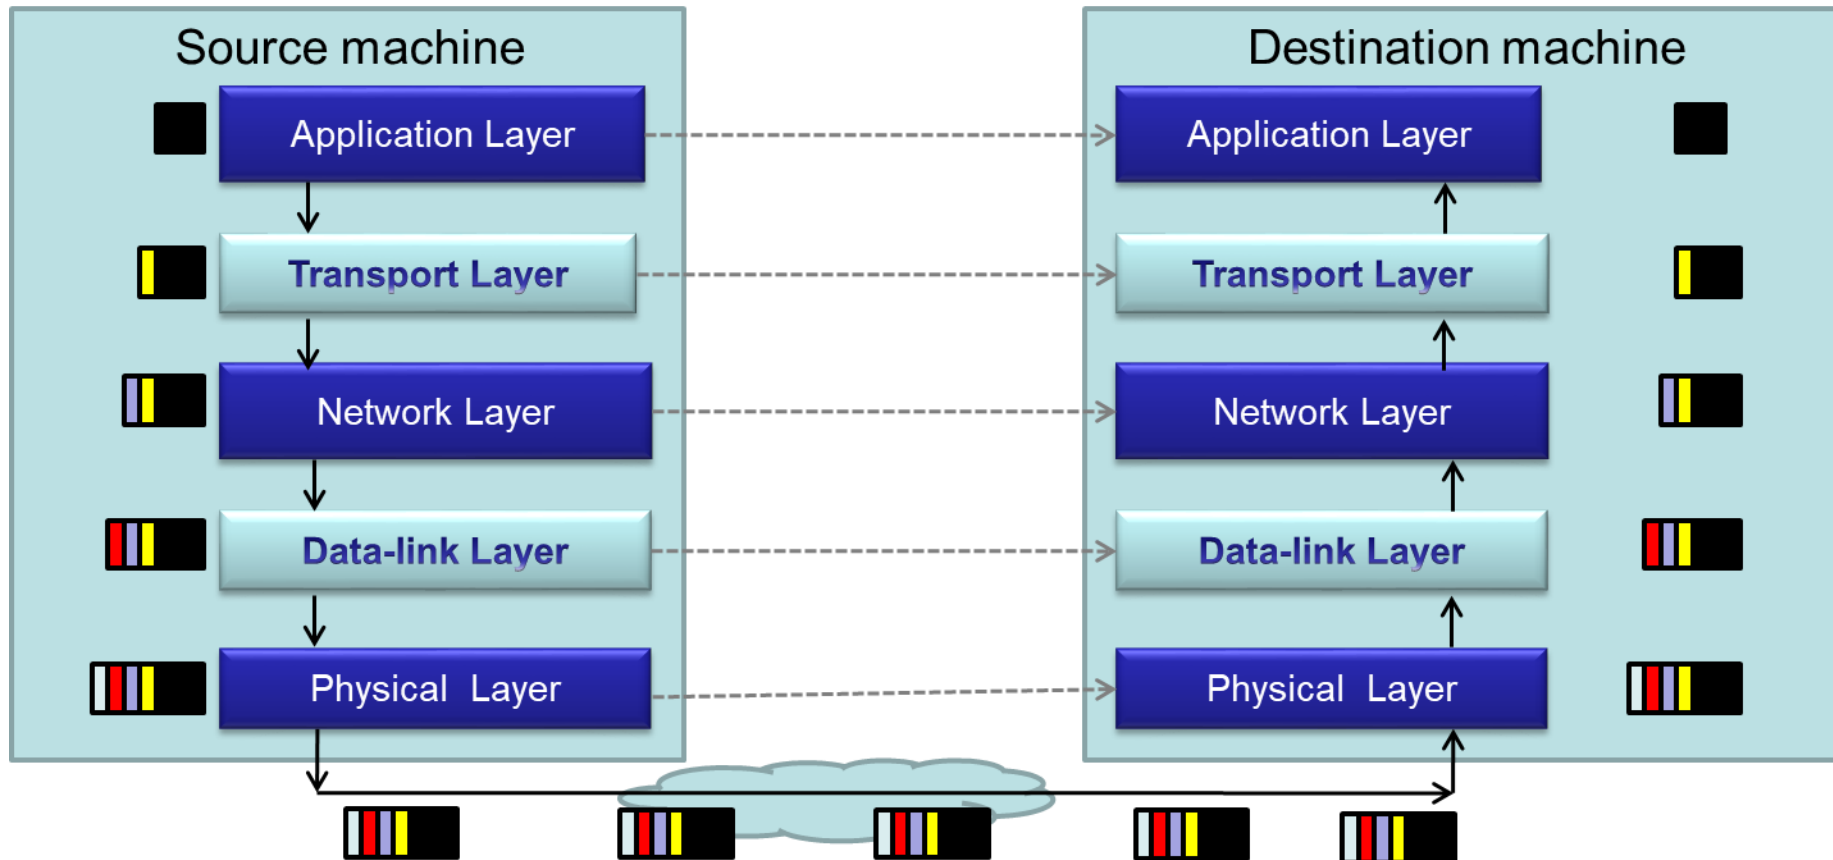 Source machine
Application Layer
Transport Layer
Network Layer
Data-link Layer
Physical  Layer
Destination machine
Application Layer
Transport Layer
Network Layer
Data-link Layer
Physical  Layer